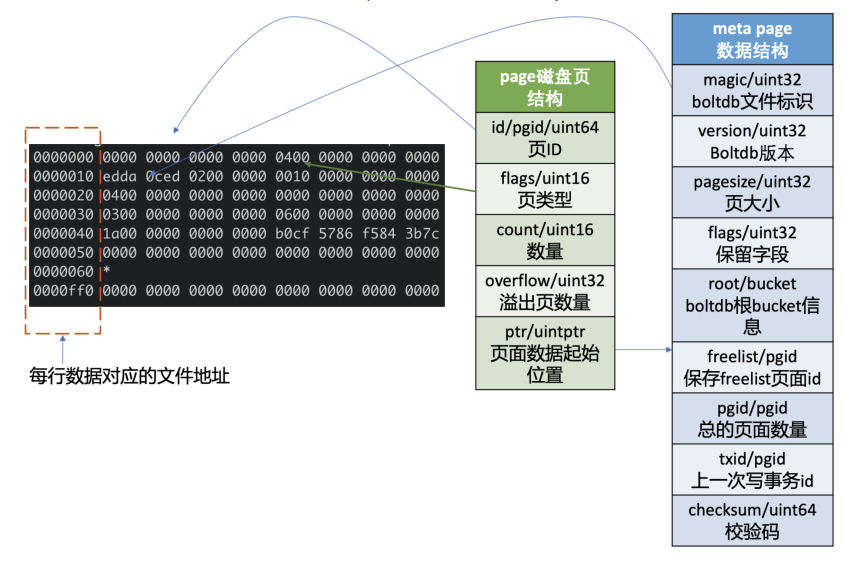 0000000 0000 0000 0000 0000 0400 0000 0000 0000
0000010 edda 0ced 0200 0000 0010 0000 0000 0000
0000020 0400 0000 0000 0000 0000 0000 0000 0000
0000030 0300 0000 0000 0000 0600 0000 0000 0000
0000040 1a00 0000 0000 0000 b0cf 5786 f584 3b7c
0000050 0000 0000 0000 0000 0000 0000 0000 0000
0000060 *
0000ff0 0000 0000 0000 0000 0000 0000 0000 0000
每行数据对应的文件地址
page磁盘页
结构
id/pgid/uint64
页ID
flags/uint16
页类型
count/uint16
数量
overflow/uint32
溢出页数量
ptr/uintptr
页面数据起始
位置
meta page
数据结构
magic/uint32
boltdb文件标识
version/uint32
Boltdb版本
pagesize/uint32
页大小
flags/uint32
保留字段
root/bucket
boltdb根bucket信
息
freelist/pgid
保存freelist页面id
pgid/pgid
总的页面数量
txid/pgid
上一次写事务id
checksum/uint64
校验码